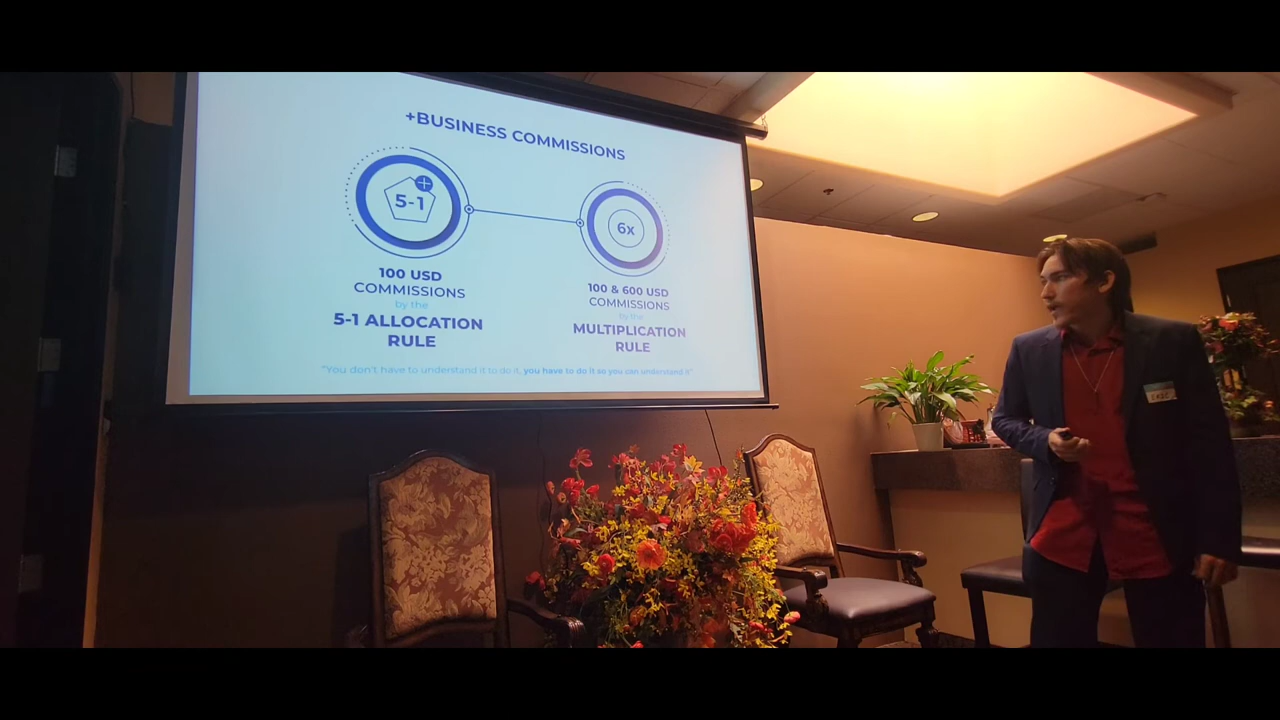 +BUSINESS COMMISSIONS
5-1
6x
100 USD
COMMISSIONS
by the
5-1 ALLOCATION
RULE
100 & 600 USD
COMMISSIONS
by the
MULTIPLICATION
RULE
"You don't have to understand it to do it, you have to do it so you can understand it"